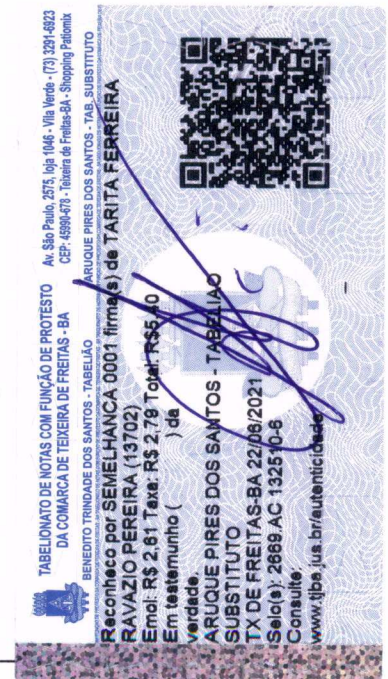 TABELIONATO DE NOTAS COM FUNÇÃO DE PROTESTO
DA COMARCA DE TEIXEIRA DE FREITAS - BA
Av. São Paulo, 2575, loja 1046 - Vila Verde - (73) 3291-6923
CEP: 45990-678 - Teixeira de Freitas-BA - Shopping Patiomix
BENEDITO TRINDADE DOS SANTOS - TABELIÃO
ARUQUE PIRES DOS SANTOS - TAB. SUBSTITUTO
Reconheço por SEMELHANÇA 0001 firma(s) de TARITA FERREIRA
RAVAZIO PEREIRA (13702)
Emol: R$ 2,61 Taxa: R$ 2,79 Total: R$5,40
Em testemunho ( ) da
verdade.
ARUQUE PIRES DOS SANTOS - TABELIAO
SUBSTITUTO
TX DE FREITAS-BA 22/06/2021
Selo(s): 2669.AC 132510-6
Consulte
www.tjba.jus.br/autenticidade